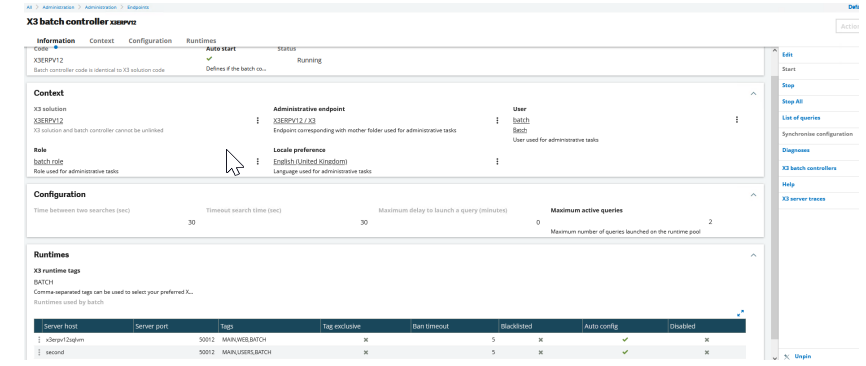 All > Administration > Administration > Endpoints
Defa
X3 batch controller X3ERPV12
Action
Information Context Configuration Runtimes
Code Auto start Status
X3ERPV12 Running
Batch controller code is identical to X3 solution code Defines if the batch co...
Context
X3 solution Administrative endpoint User
X3ERPV12 X3ERPV12 / X3 batch
X3 solution and batch controller cannot be unlinked Endpoint corresponding with mother folder used for administrative tasks Batch
User used for administrative tasks
Role Locale preference
batch role English (United Kingdom)
Role used for administrative tasks Language used for administrative tasks
Configuration
Time between two searches (sec) Timeout search time (sec) Maximum delay to launch a query (minutes) Maximum active queries
30 30 0 2
Maximum number of queries launched on the runtime pool
Runtimes
X3 runtime tags
BATCH
Comma-separated tags can be used to select your preferred X...
Runtimes used by batch
Server host Server port Tags Tag exclusive Ban timeout Blacklisted Auto config Disabled
x3erpv12sqlvm 50012 MAIN,WEB,BATCH 5
second 50012 MAIN,USERS,BATCH 5
Edit
Start
Stop
Stop All
List of queries
Synchronise configuration
Diagnoses
X3 batch controllers
Help
X3 server traces
Unpin